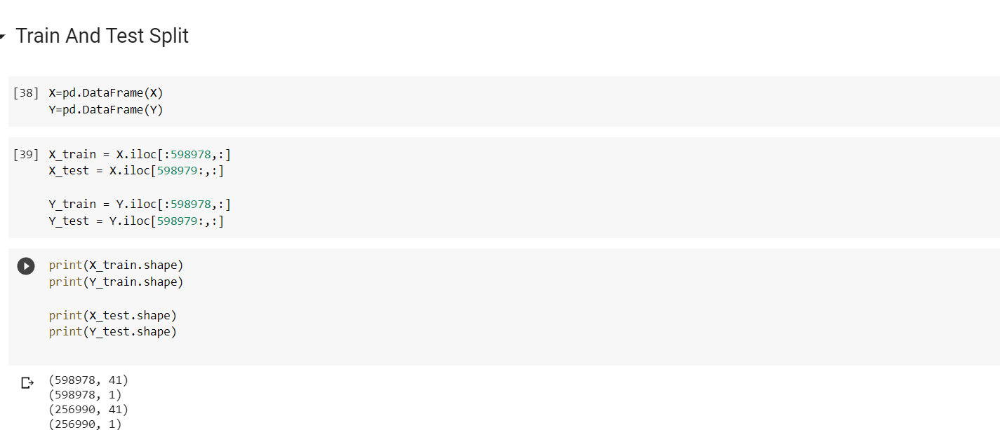 Train And Test Split
[38] X=pd.DataFrame(X)
Y=pd.DataFrame(Y)
[39] X_train = X.iloc[:598978,:]
X_test = X.iloc[598979:,:]
Y_train = Y.iloc[:598978,:]
Y_test = Y.iloc[598979:,:]
print(X_train.shape)
print(Y_train.shape)
print(X_test.shape)
print(Y_test.shape)
(598978, 41)
(598978, 1)
(256990, 41)
(256990, 1)